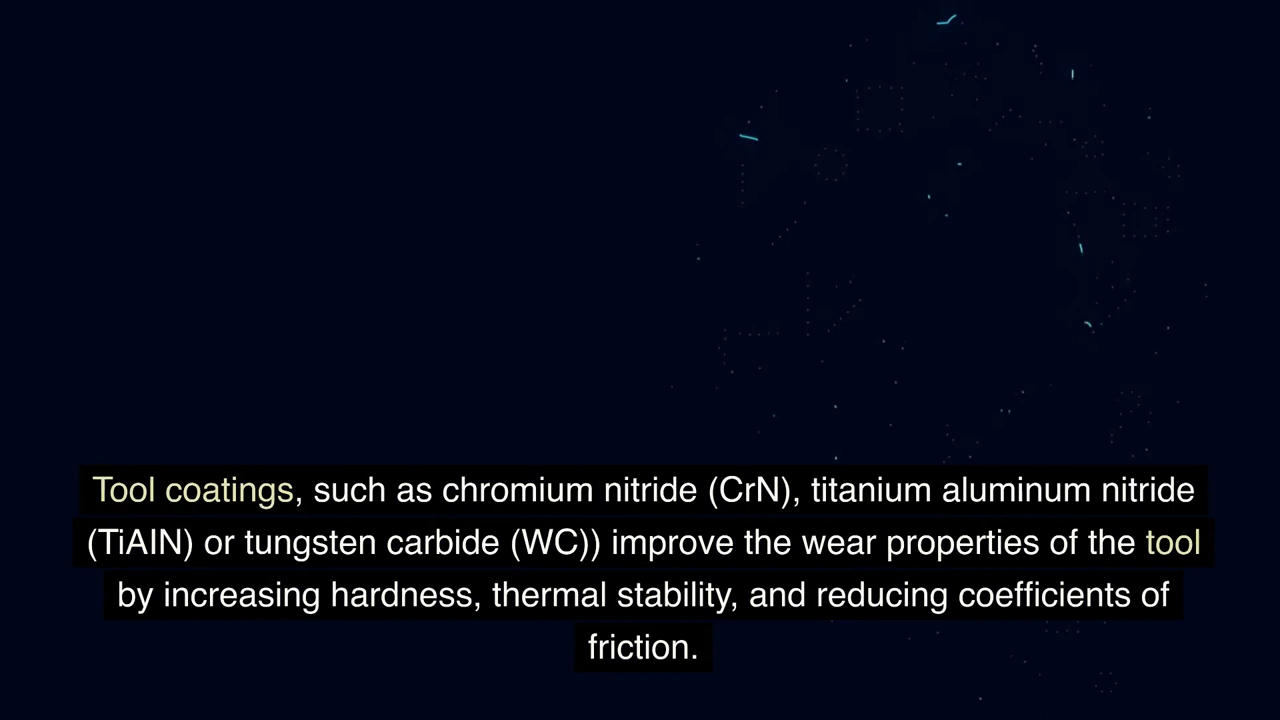 Tool coatings, such as chromium nitride (CrN), titanium aluminum nitride
(TiAlN) or tungsten carbide (WC)) improve the wear properties of the tool
by increasing hardness, thermal stability, and reducing coefficients of
friction.